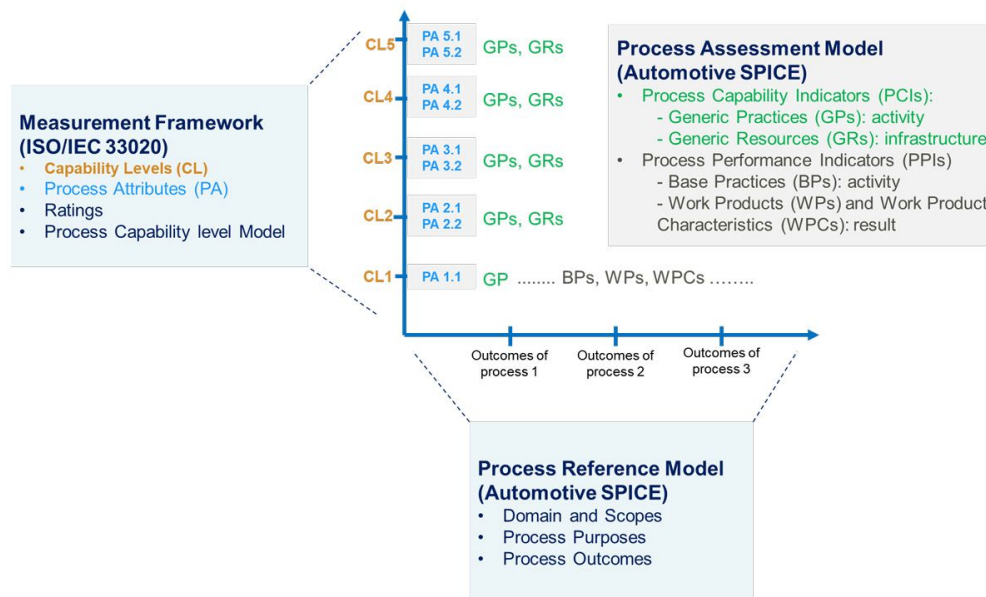 Measurement Framework
(ISO/IEC 33020)
• Capability Levels (CL)
• Process Attributes (PA)
• Ratings
• Process Capability level Model
CL5
PA 5.1
PA 5.2
GPs, GRs
CL4
PA 4.1
PA 4.2
GPs, GRs
CL3
PA 3.1
PA 3.2
GPs, GRs
CL2
PA 2.1
PA 2.2
GPs, GRs
CL1
PA 1.1
GP ........ BPs, WPs, WPCs ........
Outcomes of
process 1
Outcomes of
process 2
Outcomes of
process 3
Process Assessment Model
(Automotive SPICE)
• Process Capability Indicators (PCIs):
- Generic Practices (GPs): activity
- Generic Resources (GRs): infrastructure
• Process Performance Indicators (PPIs)
- Base Practices (BPs): activity
- Work Products (WPs) and Work Product
Characteristics (WPCs): result
Process Reference Model
(Automotive SPICE)
• Domain and Scopes
• Process Purposes
• Process Outcomes